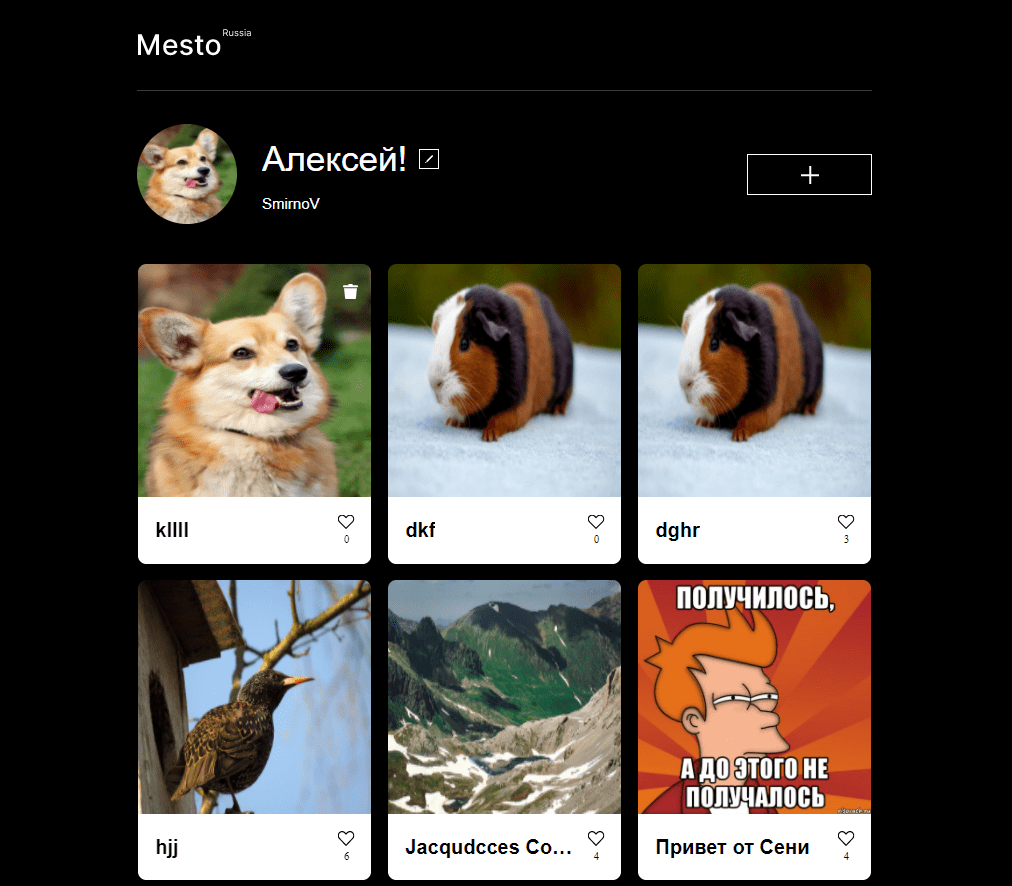 Mesto Russia
Алексей!
SmirnoV
kllll
0
dkf
0
dghr
3
ПОЛУЧИЛОСЬ,
А ДО ЭТОГО НЕ
ПОЛУЧАЛОСЬ
hjj
6
Jacqudcces Co...
4
Привет от Сени
4